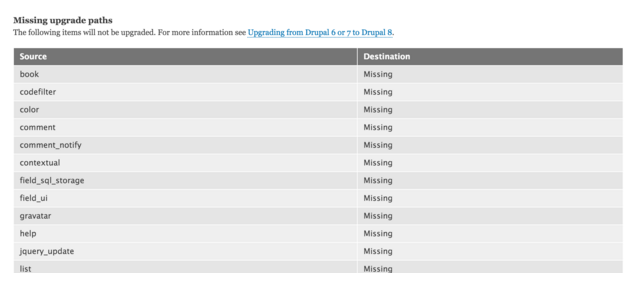 Missing upgrade paths
The following items will not be upgraded. For more information see Upgrading from Drupal 6 or 7 to Drupal 8.
Source Destination
book Missing
codefilter Missing
color Missing
comment Missing
comment_notify Missing
contextual Missing
field_sql_storage Missing
field_ui Missing
gravatar Missing
help Missing
jquery_update Missing
list Missing